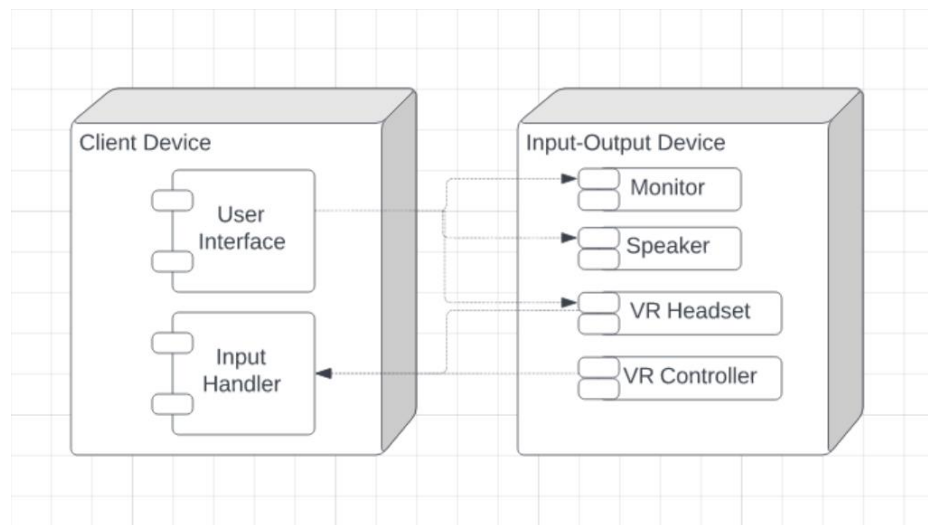 Client Device
User
Interface
Input
Handler
Input-Output Device
Monitor
Speaker
VR Headset
VR Controller